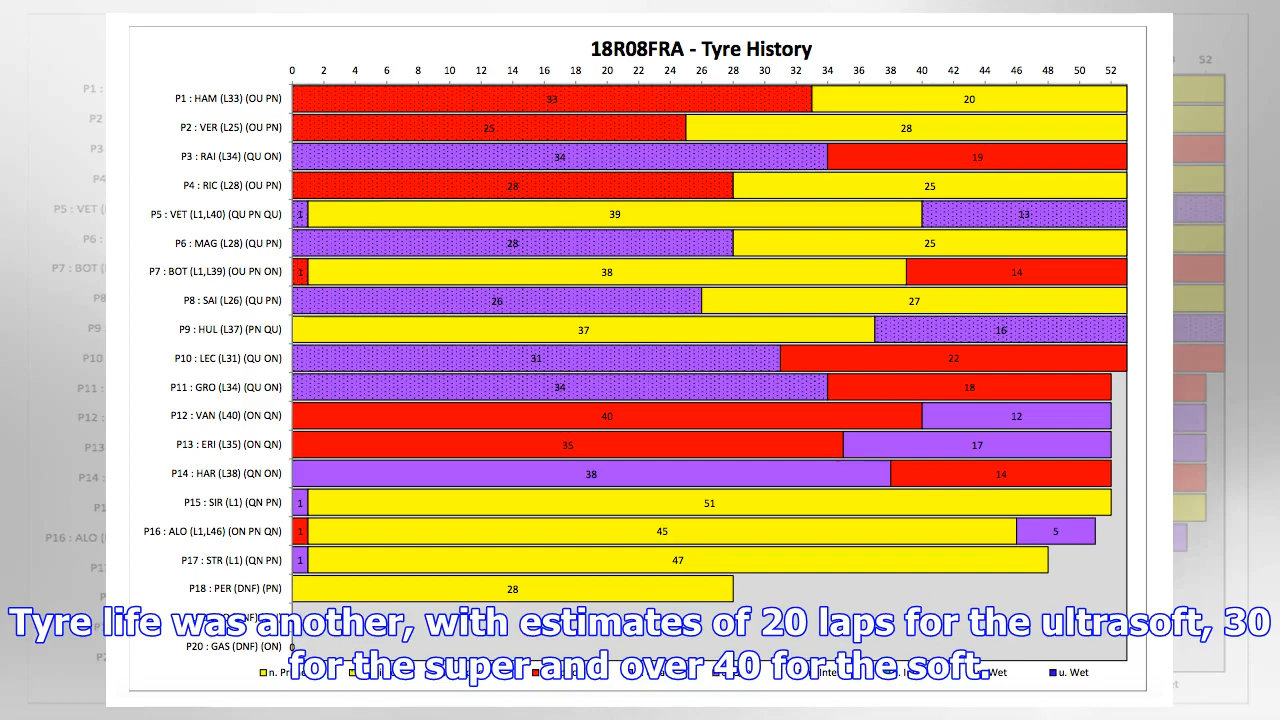 18R08FRA - Tyre History
0 2 4 6 8 10 12 14 16 18 20 22 24 26 28 30 32 34 36 38 40 42 44 46 48 50 52
P1 : HAM (L33) (OU PN) 33 20
P2 : VER (L25) (OU PN) 25 28
P3 : RAI (L34) (QU ON) 34 19
P4 : RIC (L28) (OU PN) 28 25
P5 : VET (L1,L40) (QU PN QU) 1 39 13
P6 : MAG (L28) (QU PN) 28 25
P7 : BOT (L1,L39) (OU PN ON) 1 38 14
P8 : SAI (L26) (QU PN) 26 27
P9 : HUL (L37) (PN QU) 37 16
P10 : LEC (L31) (QU ON) 31 22
P11 : GRO (L34) (QU ON) 34 18
P12 : VAN (L40) (ON QN) 40 12
P13 : ERI (L35) (ON QN) 35 17
P14 : HAR (L38) (QN ON) 38 14
P15 : SIR (L1) (QN PN) 1 51
P16 : ALO (L1,L46) (ON PN QN) 1 45 5
P17 : STR (L1) (QN PN) 1 47
P18 : PER (DNF) (PN) 28
P20 : GAS (DNF) (ON) 0
Tyre life was another, with estimates of 20 laps for the ultrasoft, 30
for the super and over 40 for the soft.
u. Wet